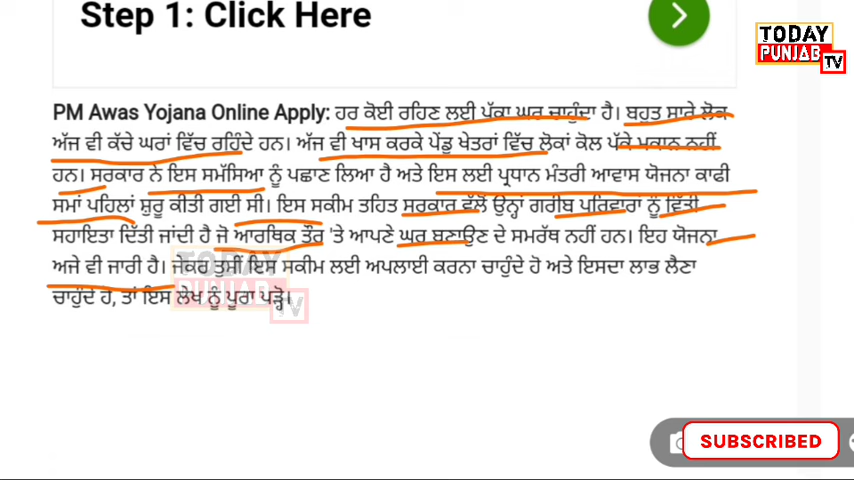 Step 1: Click Here
TODAY
PUNJAB
TV
PM Awas Yojana Online Apply: ਹਰ ਕੋਈ ਰਹਿਣ ਲਈ ਪੱਕਾ ਘਰ ਚਾਹੁੰਦਾ ਹੈ। ਬਹੁਤ ਸਾਰੇ ਲੋਕ
ਅੱਜ ਵੀ ਕੱਚੇ ਘਰਾਂ ਵਿੱਚ ਰਹਿੰਦੇ ਹਨ। ਅੱਜ ਵੀ ਖਾਸ ਕਰਕੇ ਪੇਂਡੂ ਖੇਤਰਾਂ ਵਿੱਚ ਲੋਕਾਂ ਕੋਲ ਪੱਕੇ ਮਕਾਨ ਨਹੀਂ
ਹਨ। ਸਰਕਾਰ ਨੇ ਇਸ ਸਮੱਸਿਆ ਨੂੰ ਪਛਾਣ ਲਿਆ ਹੈ ਅਤੇ ਇਸ ਲਈ ਪ੍ਰਧਾਨ ਮੰਤਰੀ ਆਵਾਸ ਯੋਜਨਾ ਕਾਫੀ
ਸਮਾਂ ਪਹਿਲਾਂ ਸ਼ੁਰੂ ਕੀਤੀ ਗਈ ਸੀ। ਇਸ ਸਕੀਮ ਤਹਿਤ ਸਰਕਾਰ ਵੱਲੋਂ ਉਨ੍ਹਾਂ ਗਰੀਬ ਪਰਿਵਾਰਾਂ ਨੂੰ ਵਿੱਤੀ
ਸਹਾਇਤਾ ਦਿੱਤੀ ਜਾਂਦੀ ਹੈ ਜੋ ਆਰਥਿਕ ਤੌਰ 'ਤੇ ਆਪਣੇ ਘਰ ਬਣਾਉਣ ਦੇ ਸਮਰੱਥ ਨਹੀਂ ਹਨ। ਇਹ ਯੋਜਨਾ
ਅਜੇ ਵੀ ਜਾਰੀ ਹੈ। ਜੇਕਰ ਤੁਸੀਂ ਇਸ ਸਕੀਮ ਲਈ ਅਪਲਾਈ ਕਰਨਾ ਚਾਹੁੰਦੇ ਹੋ ਅਤੇ ਇਸਦਾ ਲਾਭ ਲੈਣਾ
ਚਾਹੁੰਦੇ ਹ, ਤਾਂ ਇਸ ਲੇਖ ਨੂੰ ਪੂਰਾ ਪੜ੍ਹੋ।
TODAY
PUNJAB
TV
SUBSCRIBED